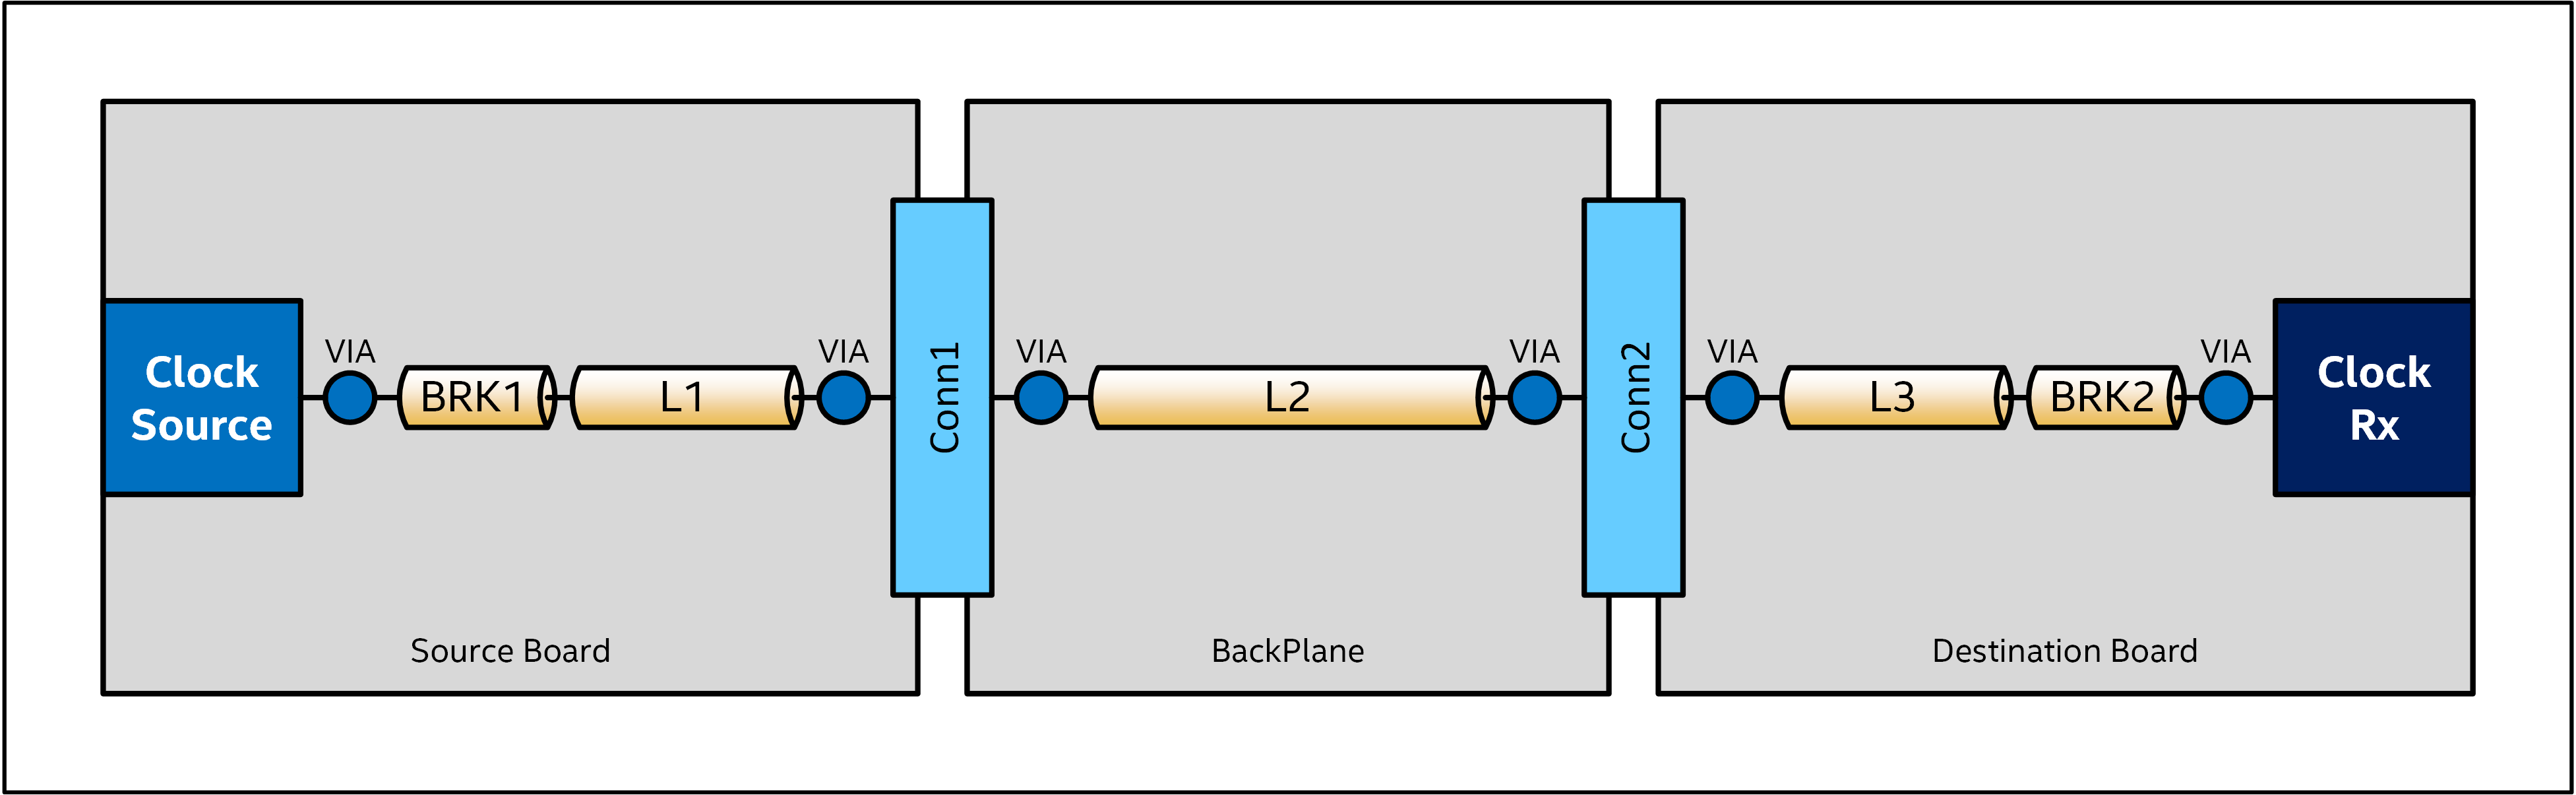 Clock
Source
VIA
BRK1
L1
VIA
Conn1
VIA
L2
VIA
Conn2
VIA
L3
BRK2
VIA
Clock
Rx
Source Board
BackPlane
Destination Board